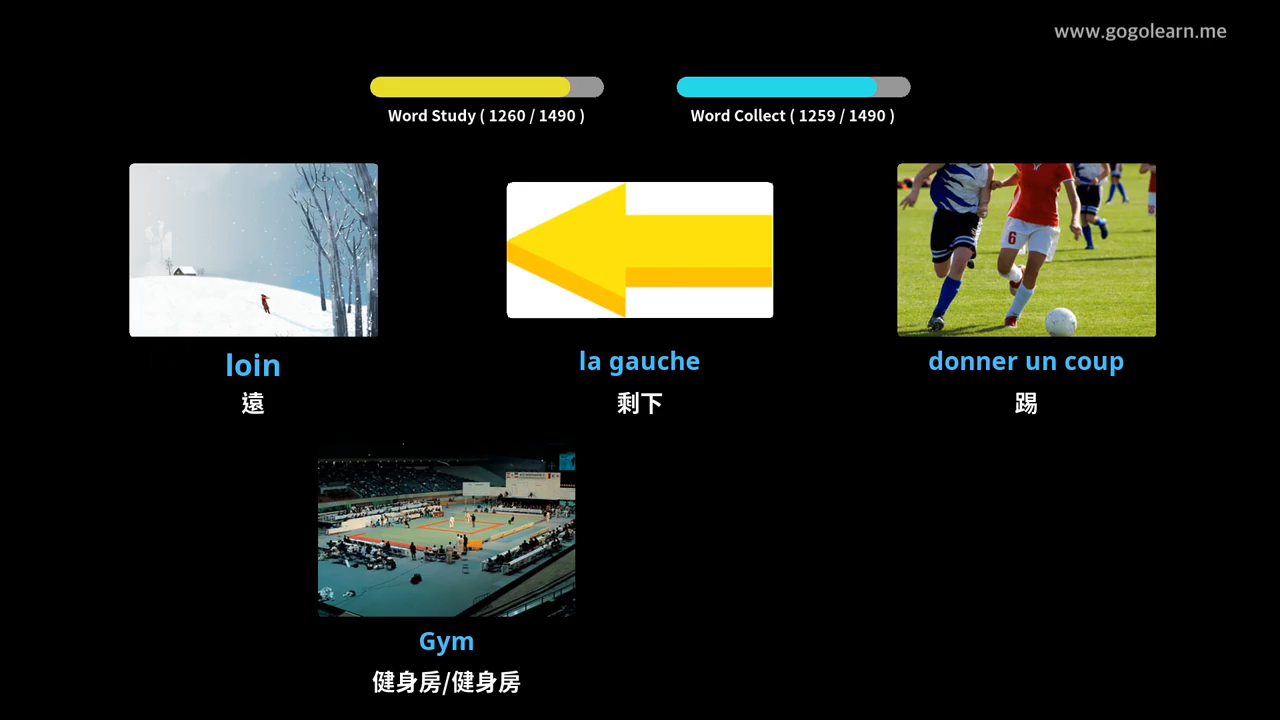 www.gogolearn.me
Word Study ( 1260 / 1490 )
Word Collect ( 1259 / 1490 )
loin
遠
la gauche
剩下
donner un coup
踢
6
Gym
健身房/健身房